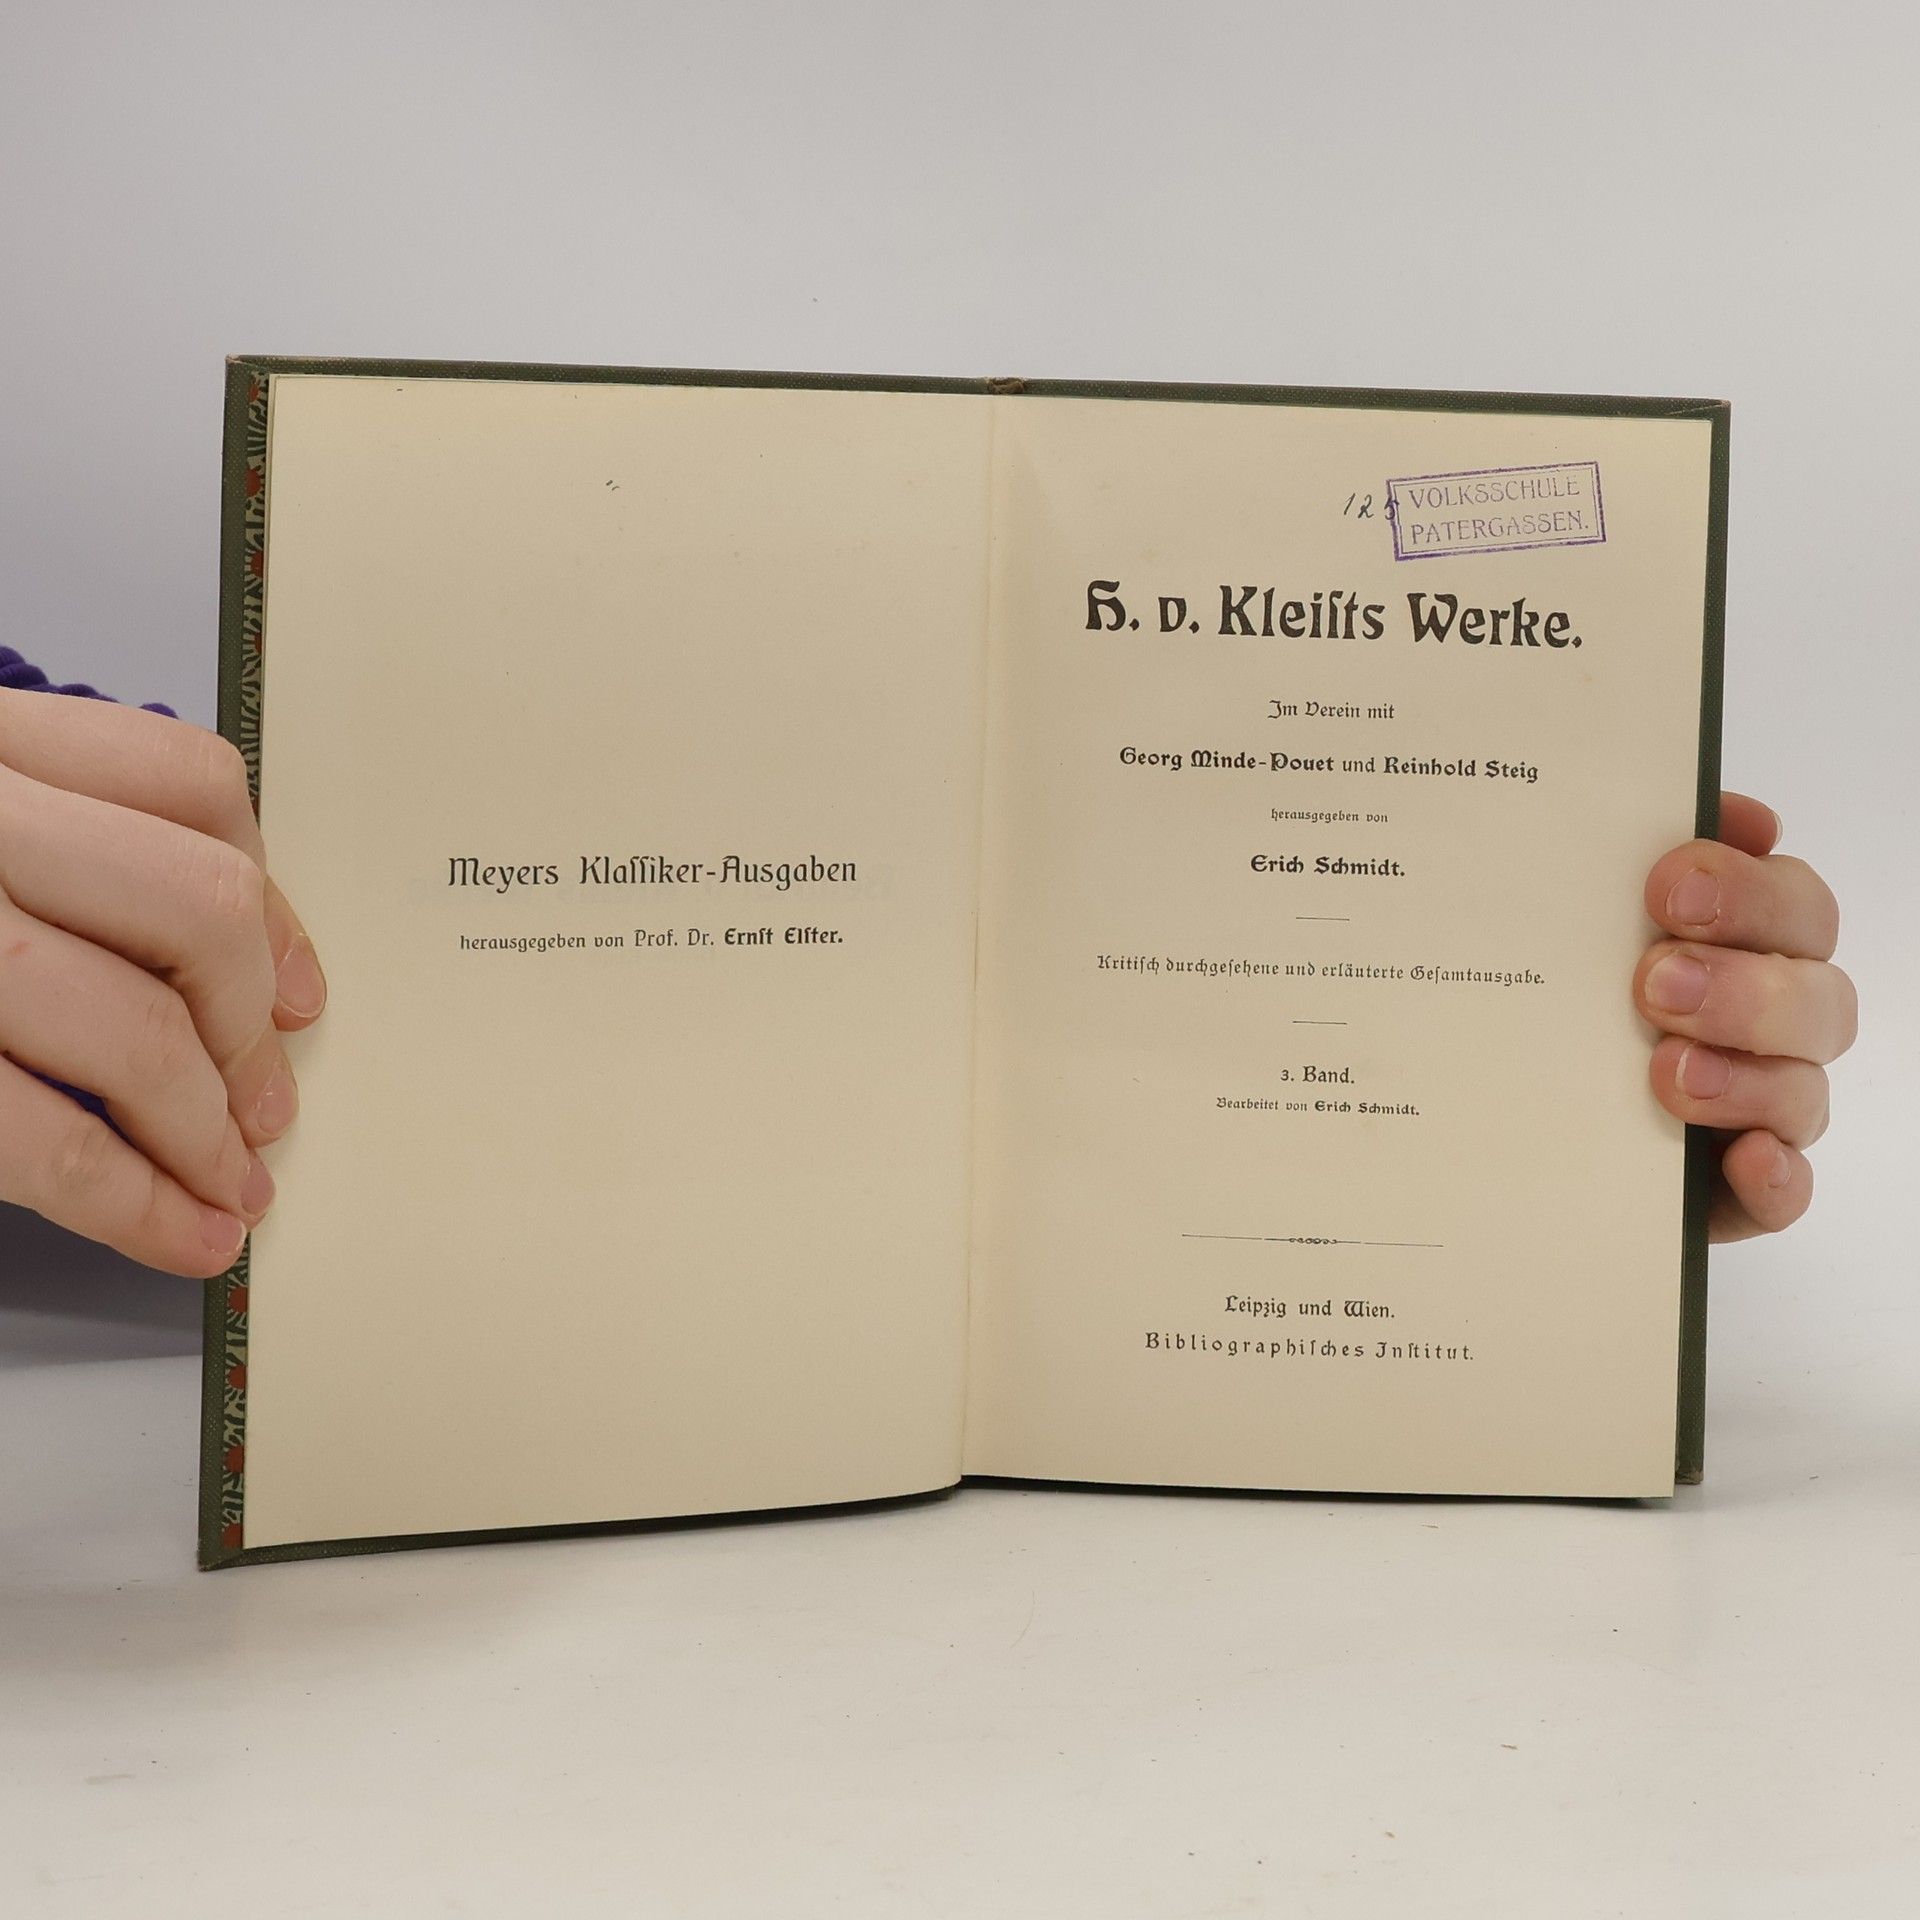 Meyers Klaſſiker-Ausgaben
herausgegeben von Prof. Dr. Ernſt Elſter.
125
VOLKSSCHULE
PATERGASSEN.
H. v. Kleiſts Werke.
Im Verein mit
Georg Minde-Pouet und Reinhold Steig
herausgegeben von
Erich Schmidt.
Kritiſch durchgeſehene und erläuterte Geſamtausgabe.
3. Band.
Bearbeitet von Erich Schmidt.
Leipzig und Wien.
Bibliographiſches Inſtitut.